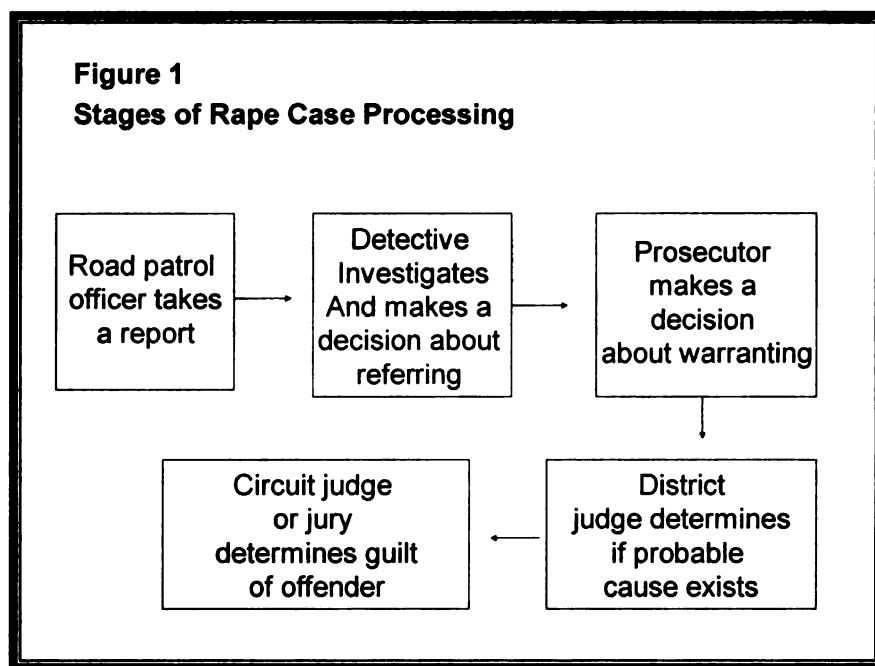 Figure 1
Stages of Rape Case Processing
Road patrol
officer takes
a report
Detective
Investigates
And makes a
decision about
referring
Prosecutor
makes a
decision
about warranting
Circuit judge
or jury
determines guilt
of offender
District
judge determines
if probable
cause exists